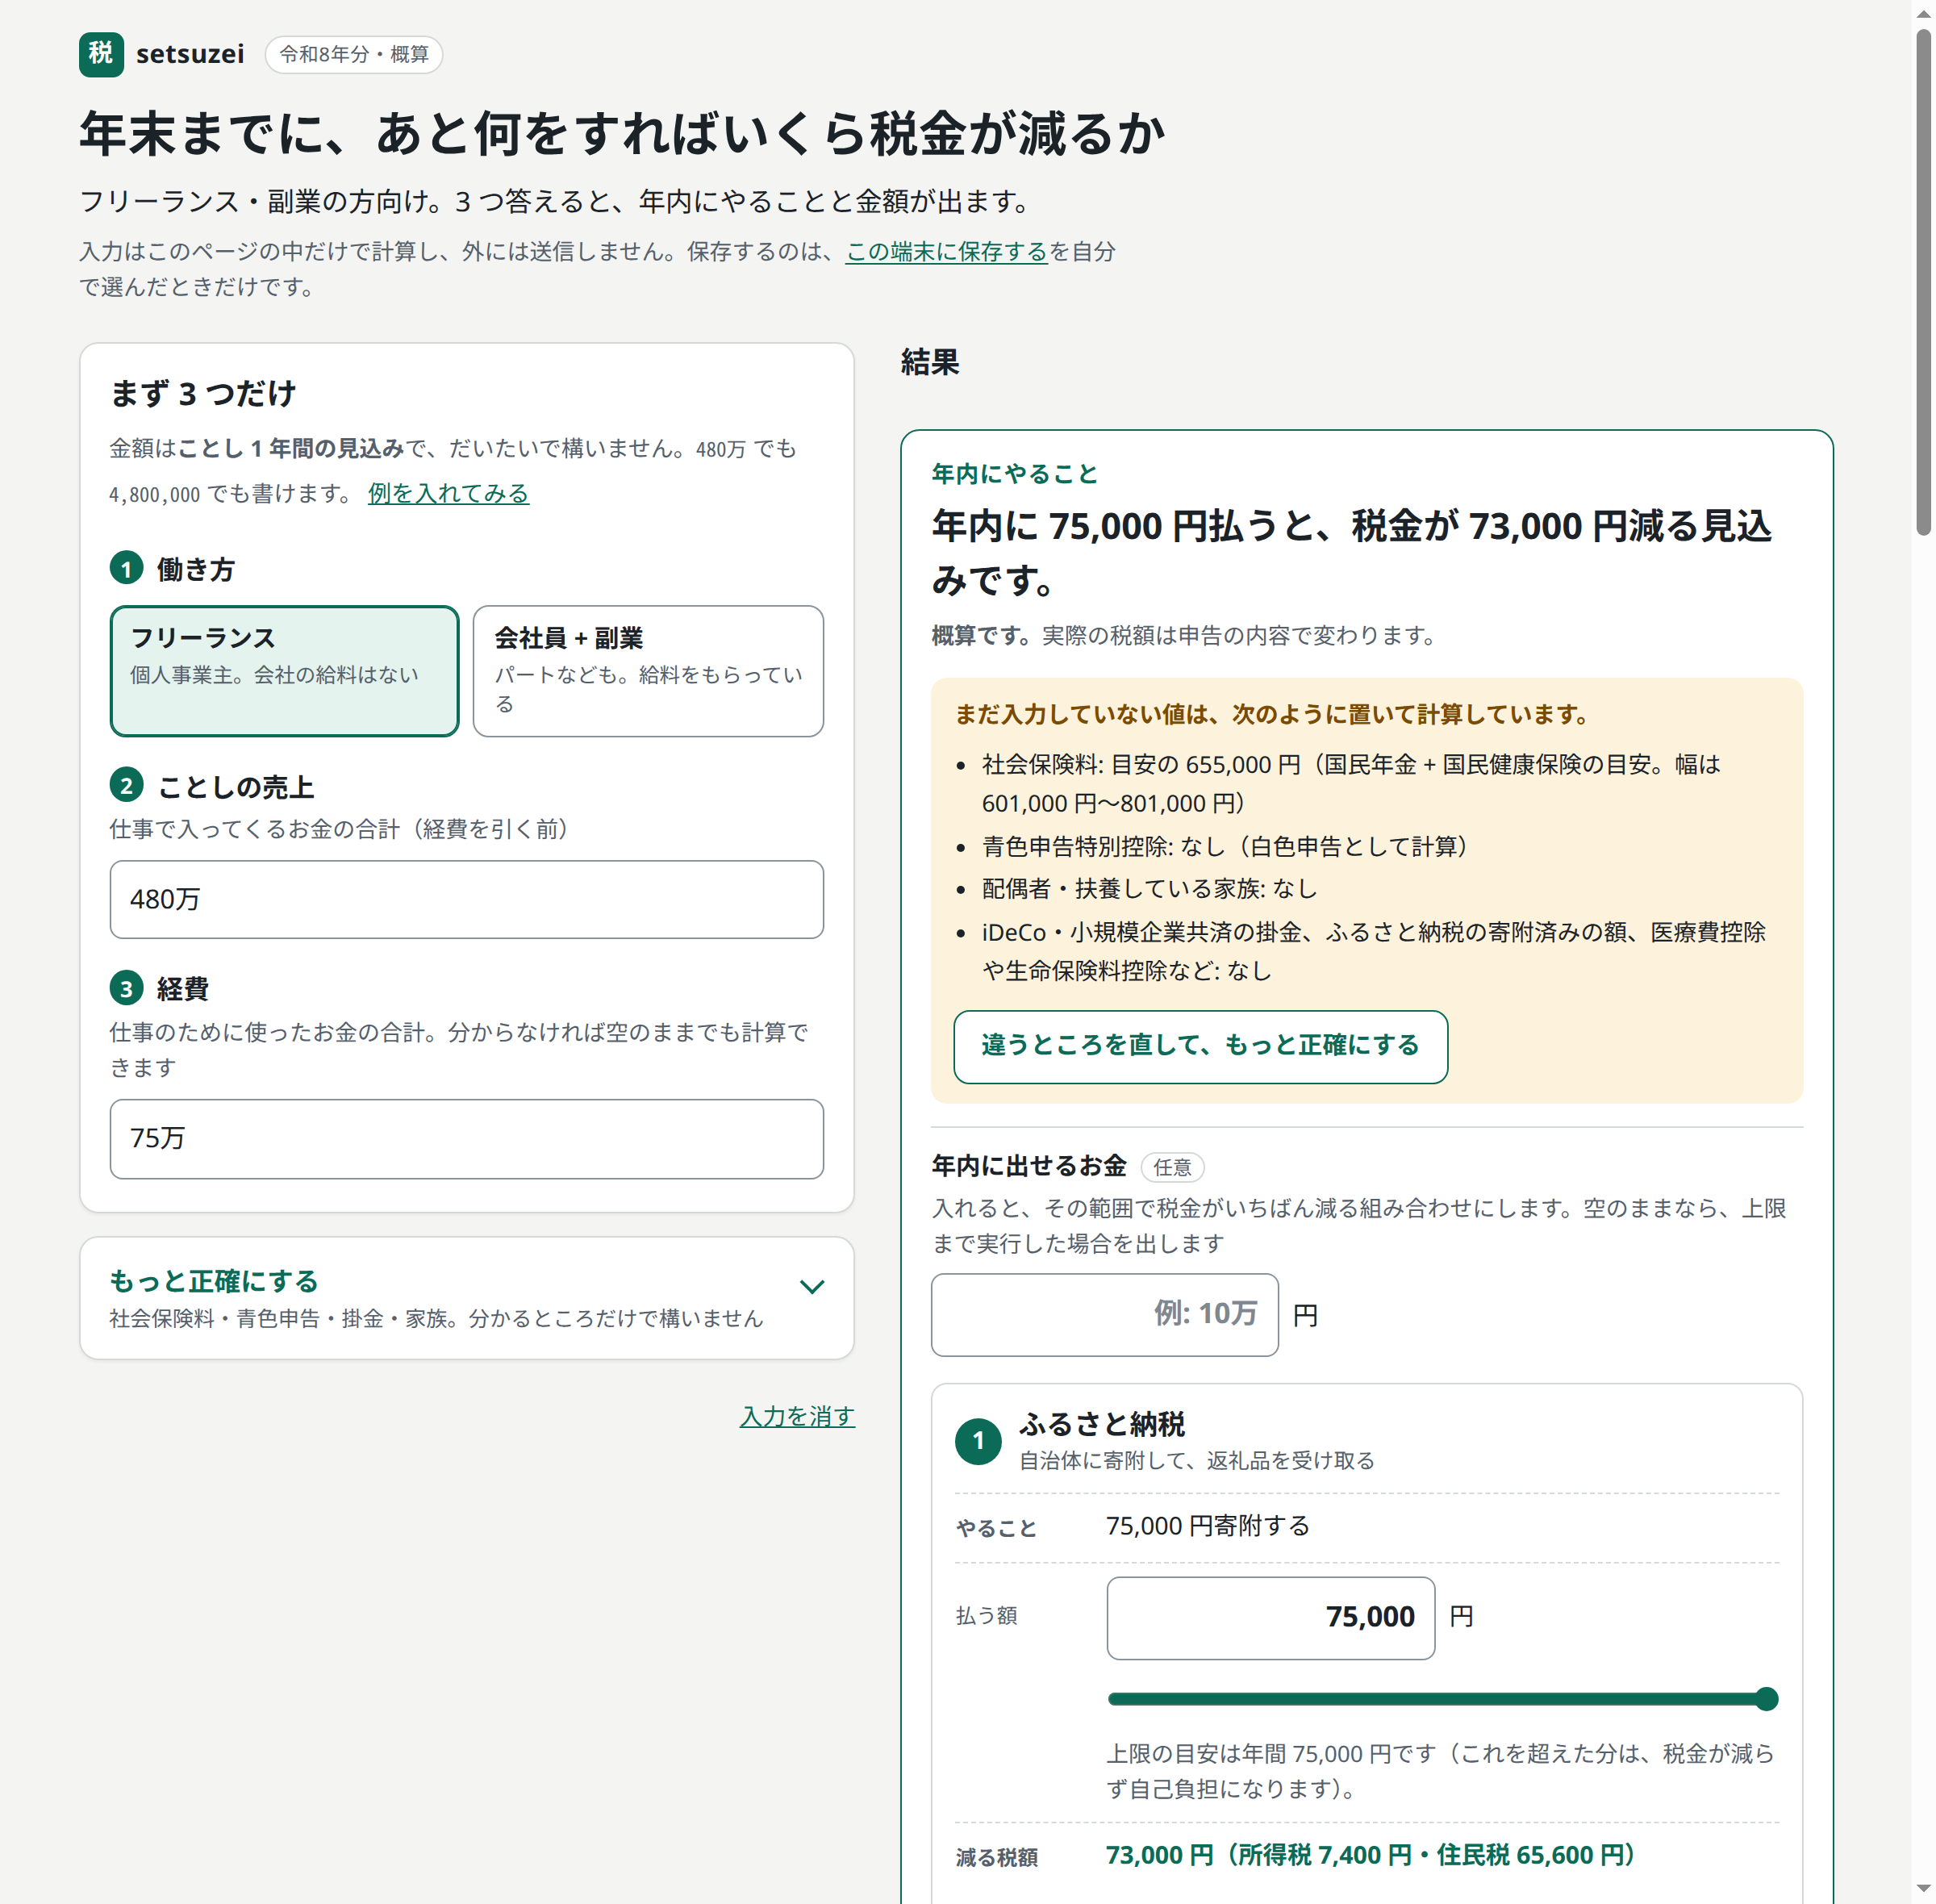 税 setsuzei 令和8年分・概算
年末までに、あと何をすればいくら税金が減るか
フリーランス・副業の方向け。3 つ答えると、年内にやることと金額が出ます。
入力はこのページの中だけで計算し、外には送信しません。保存するのは、この端末に保存するを自分
で選んだときだけです。
まず 3 つだけ
金額はことし 1 年間の見込みで、だいたいで構いません。480万 でも
4,800,000 でも書けます。 例を入れてみる
1 働き方
フリーランス
個人事業主。会社の給料はない
会社員 + 副業
パートなども。給料をもらってい
る
2 ことしの売上
仕事で入ってくるお金の合計（経費を引く前）
480万
3 経費
仕事のために使ったお金の合計。分からなければ空のままでも計算で
きます
75万
もっと正確にする
社会保険料・青色申告・掛金・家族。分かるところだけで構いません
入力を消す
結果
年内にやること
年内に 75,000 円払うと、税金が 73,000 円減る見込
みです。
概算です。実際の税額は申告の内容で変わります。
まだ入力していない値は、次のように置いて計算しています。
• 社会保険料: 目安の 655,000 円（国民年金 + 国民健康保険の目安。幅は
601,000 円～801,000 円）
• 青色申告特別控除: なし（白色申告として計算）
• 配偶者・扶養している家族: なし
• iDeCo・小規模企業共済の掛金、ふるさと納税の寄附済みの額、医療費控除
や生命保険料控除など: なし
違うところを直して、もっと正確にする
年内に出せるお金 任意
入れると、その範囲で税金がいちばん減る組み合わせにします。空のままなら、上限
まで実行した場合を出します
例: 10万 円
1 ふるさと納税
自治体に寄附して、返礼品を受け取る
やること 75,000 円寄附する
払う額 75,000 円
上限の目安は年間 75,000 円です（これを超えた分は、税金が減ら
ず自己負担になります）。
減る税額 73,000 円（所得税 7,400 円・住民税 65,600 円）